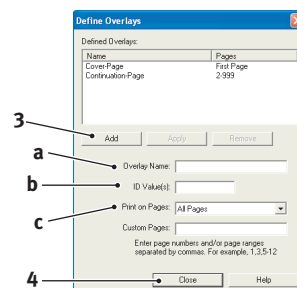 Define Overlays
Defined Overlays:
Name Pages
Cover-Page First Page
Continuation-Page 2-999
3
Add Apply Remove
a Overlay Name:
b ID Value(s):
c Print on Pages: All Pages
Custom Pages:
Enter page numbers and/or page ranges
separated by commas. For example, 1,3,5-12
4 Close Help